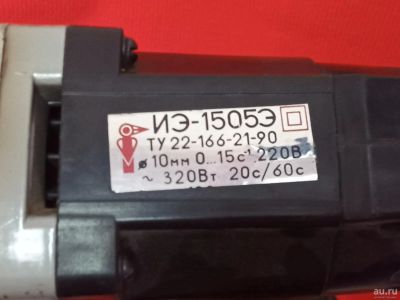 ИЭ-1505Э
ТУ 22-166-21-90
ø 10мм 0...15с⁻¹ 220В
~ 320Вт 20с/60с
au.ru